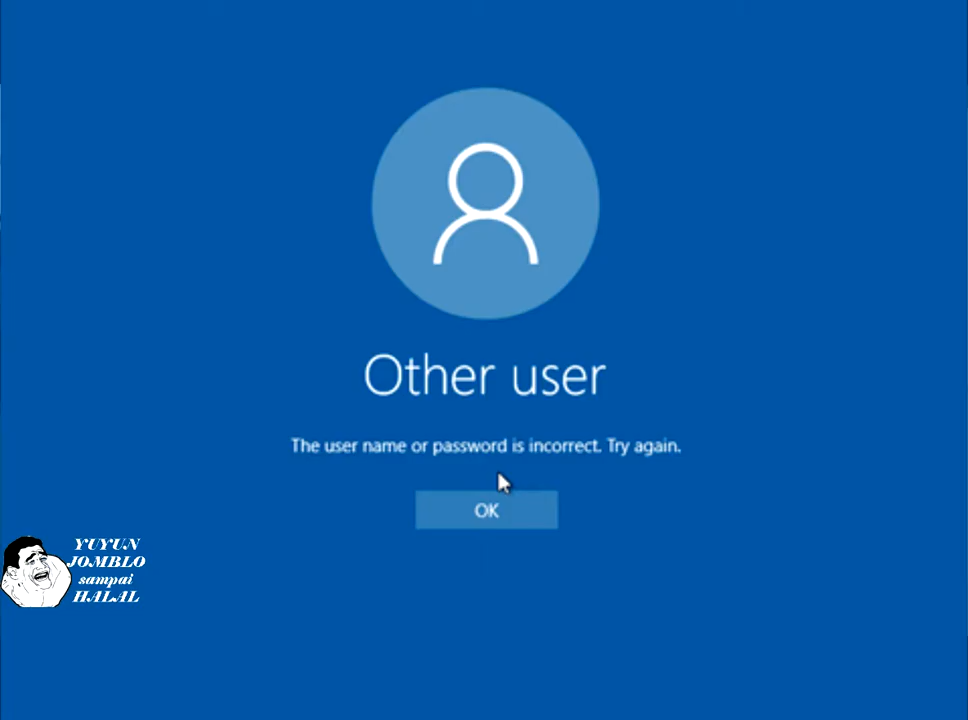 Other user
The user name or password is incorrect. Try again.
OK
YUYUN
JOMBLO
sampai
HALAL